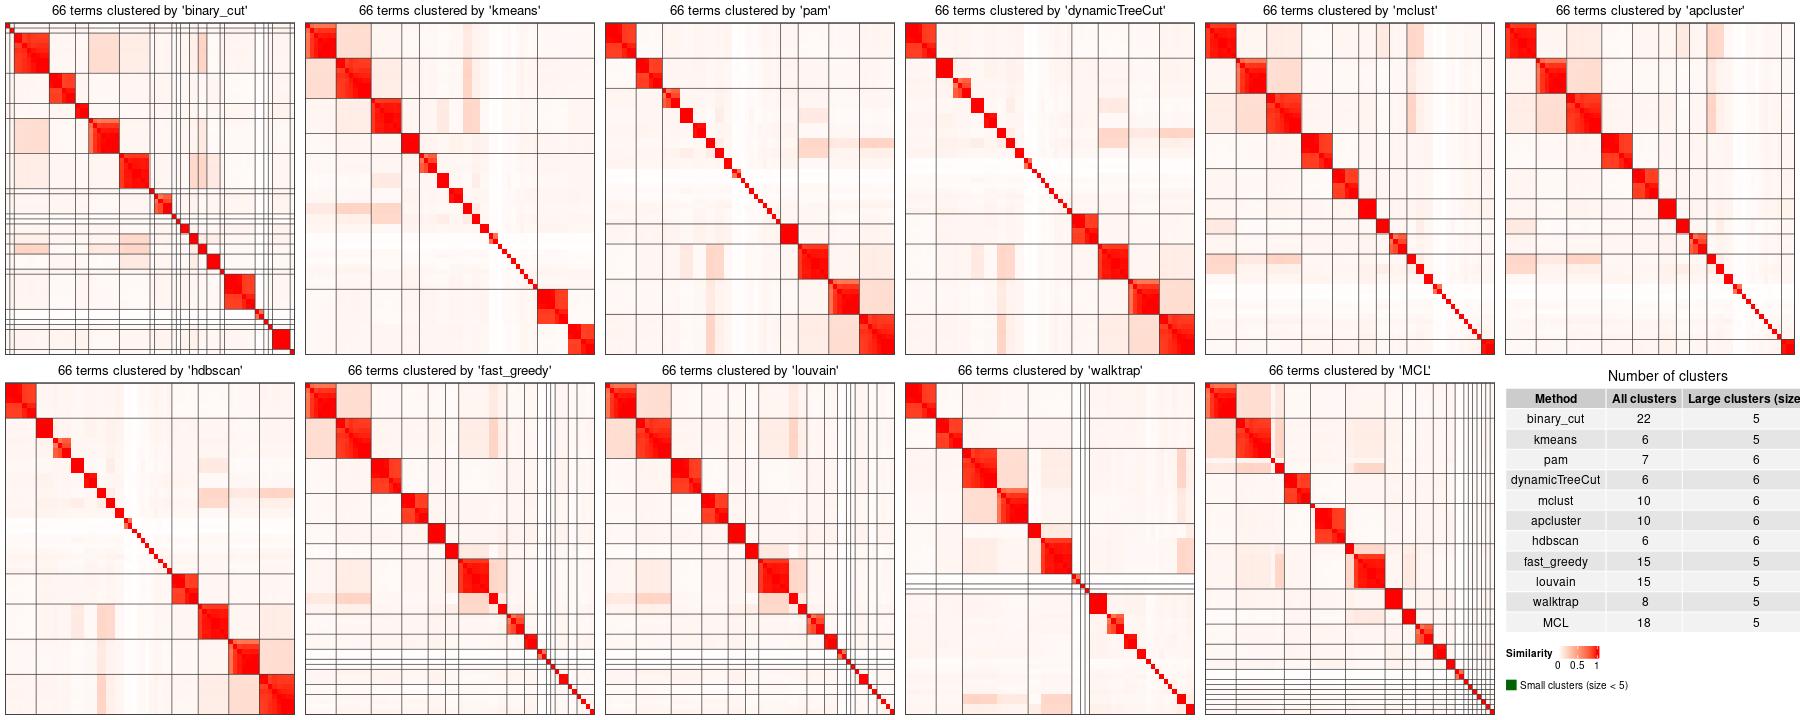 66 terms clustered by 'binary_cut'
66 terms clustered by 'kmeans'
66 terms clustered by 'pam'
66 terms clustered by 'dynamicTreeCut'
66 terms clustered by 'mclust'
66 terms clustered by 'apcluster'
66 terms clustered by 'hdbscan'
66 terms clustered by 'fast_greedy'
66 terms clustered by 'louvain'
66 terms clustered by 'walktrap'
66 terms clustered by 'MCL'
Number of clusters
Method All clusters Large clusters (size
binary_cut 22 5
kmeans 6 5
pam 7 6
dynamicTreeCut 6 6
mclust 10 6
apcluster 10 6
hdbscan 6 6
fast_greedy 15 5
louvain 15 5
walktrap 8 5
MCL 18 5
Similarity
0 0.5 1
Small clusters (size < 5)